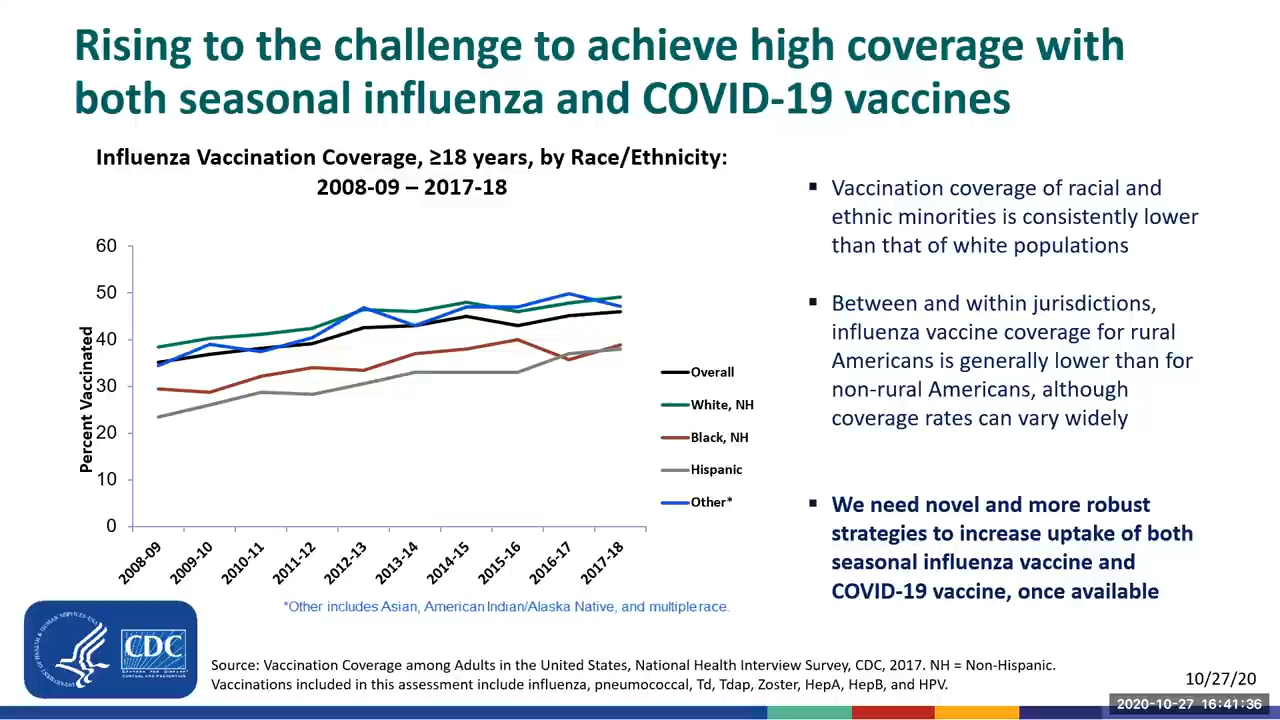 Rising to the challenge to achieve high coverage with
both seasonal influenza and COVID-19 vaccines
Influenza Vaccination Coverage, ≥18 years, by Race/Ethnicity:
2008-09 – 2017-18
Percent Vaccinated
60
50
40
30
20
10
0
2008-09
2009-10
2010-11
2011-12
2012-13
2013-14
2014-15
2015-16
2016-17
2017-18
Overall
White, NH
Black, NH
Hispanic
Other*
*Other includes Asian, American Indian/Alaska Native, and multiple race.
▪ Vaccination coverage of racial and
ethnic minorities is consistently lower
than that of white populations
▪ Between and within jurisdictions,
influenza vaccine coverage for rural
Americans is generally lower than for
non-rural Americans, although
coverage rates can vary widely
▪ We need novel and more robust
strategies to increase uptake of both
seasonal influenza vaccine and
COVID-19 vaccine, once available
CDC
Source: Vaccination Coverage among Adults in the United States, National Health Interview Survey, CDC, 2017. NH = Non-Hispanic.
Vaccinations included in this assessment include influenza, pneumococcal, Td, Tdap, Zoster, HepA, HepB, and HPV.
10/27/20
2020-10-27 16:41:36